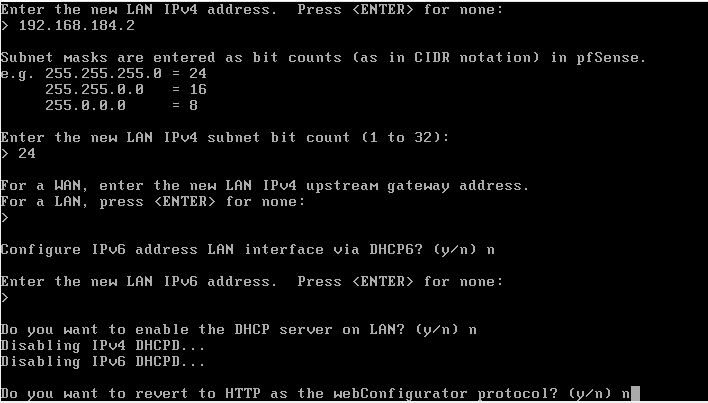 Enter the new LAN IPv4 address.  Press <ENTER> for none:
> 192.168.184.2
Subnet masks are entered as bit counts (as in CIDR notation) in pfSense.
e.g. 255.255.255.0 = 24
     255.255.0.0   = 16
     255.0.0.0     = 8
Enter the new LAN IPv4 subnet bit count (1 to 32):
> 24
For a WAN, enter the new LAN IPv4 upstream gateway address.
For a LAN, press <ENTER> for none:
>
Configure IPv6 address LAN interface via DHCP6? (y/n) n
Enter the new LAN IPv6 address.  Press <ENTER> for none:
>
Do you want to enable the DHCP server on LAN? (y/n) n
Disabling IPv4 DHCPD...
Disabling IPv6 DHCPD...
Do you want to revert to HTTP as the webConfigurator protocol? (y/n) n